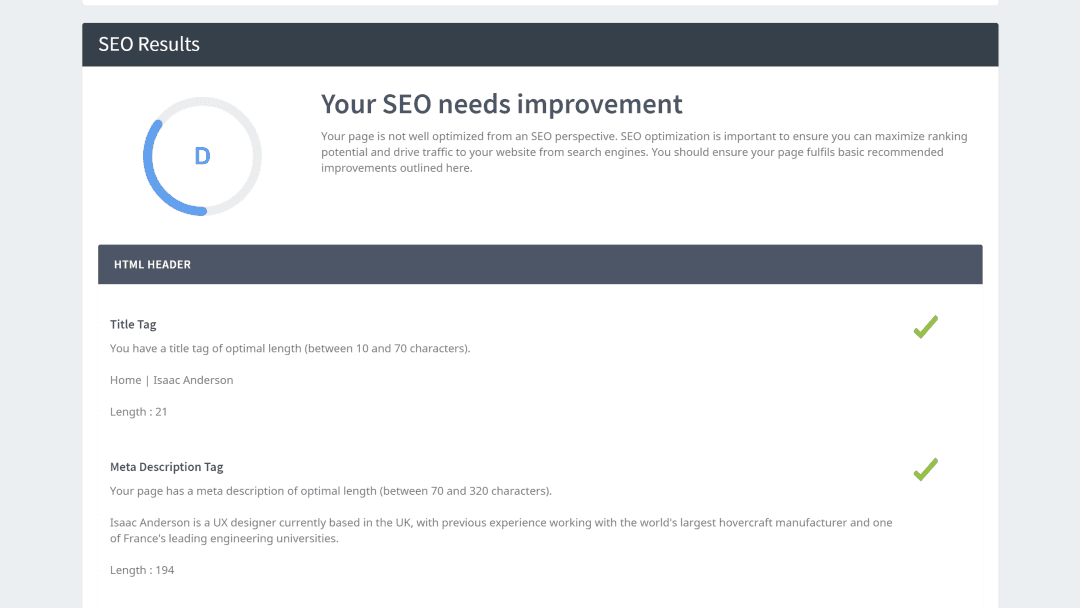 SEO Results
D
Your SEO needs improvement
Your page is not well optimized from an SEO perspective. SEO optimization is important to ensure you can maximize ranking
potential and drive traffic to your website from search engines. You should ensure your page fulfils basic recommended
improvements outlined here.
HTML HEADER
Title Tag
You have a title tag of optimal length (between 10 and 70 characters).
Home | Isaac Anderson
Length : 21
Meta Description Tag
Your page has a meta description of optimal length (between 70 and 320 characters).
Isaac Anderson is a UX designer currently based in the UK, with previous experience working with the world's largest hovercraft manufacturer and one
of France's leading engineering universities.
Length : 194